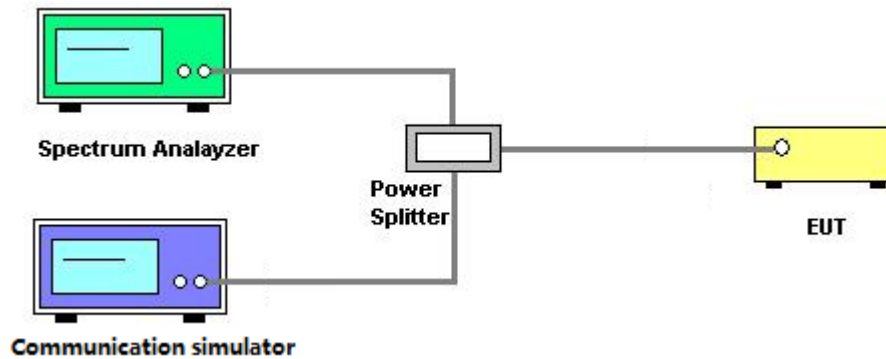 Spectrum Analayzer
Power
Splitter
EUT
Communication simulator